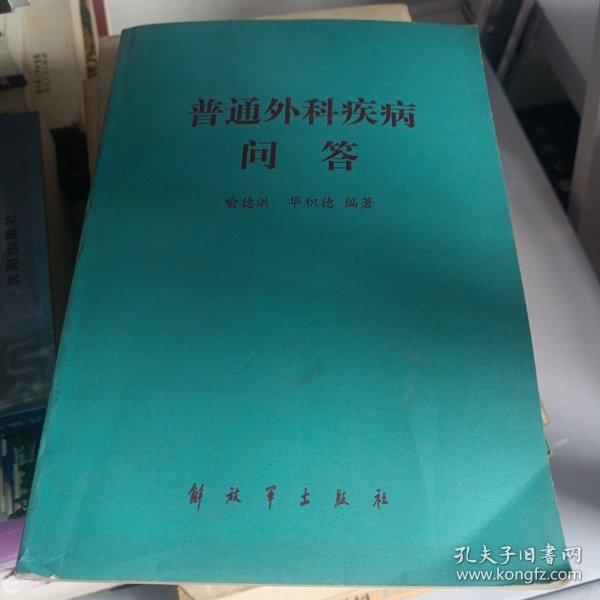 普通外科疾病
问 答
喻德洪 华积德 编著
解放军出版社
孔夫子旧书网
www.kongfz.com